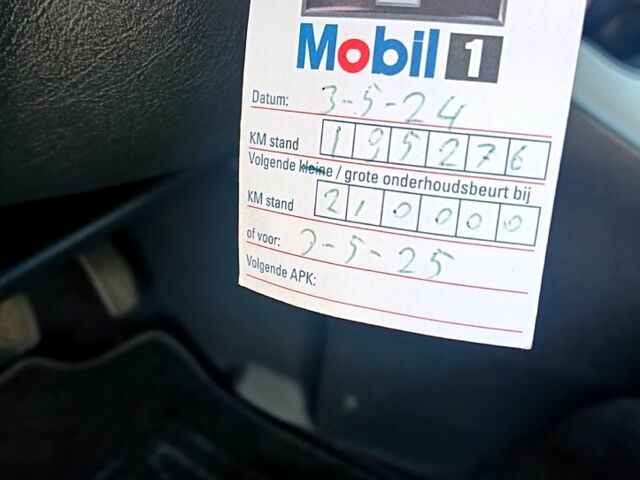 Mobil 1
Datum: 3-5-24
KM stand 195276
Volgende kleine / grote onderhoudsbeurt bij
KM stand 210000
of voor: 3-5-25
Volgende APK: